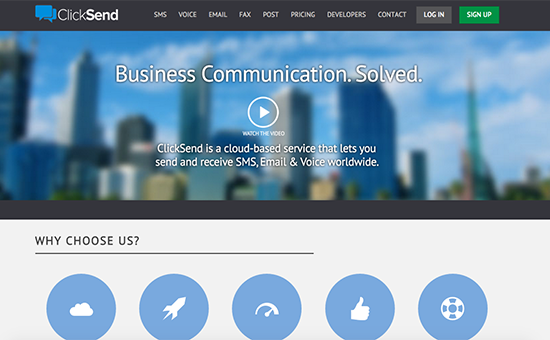 ClickSend
SMS VOICE EMAIL FAX POST PRICING DEVELOPERS CONTACT LOG IN SIGN UP
Business Communication. Solved.
WATCH THE VIDEO
ClickSend is a cloud-based service that lets you
send and receive SMS, Email & Voice worldwide.
WHY CHOOSE US?